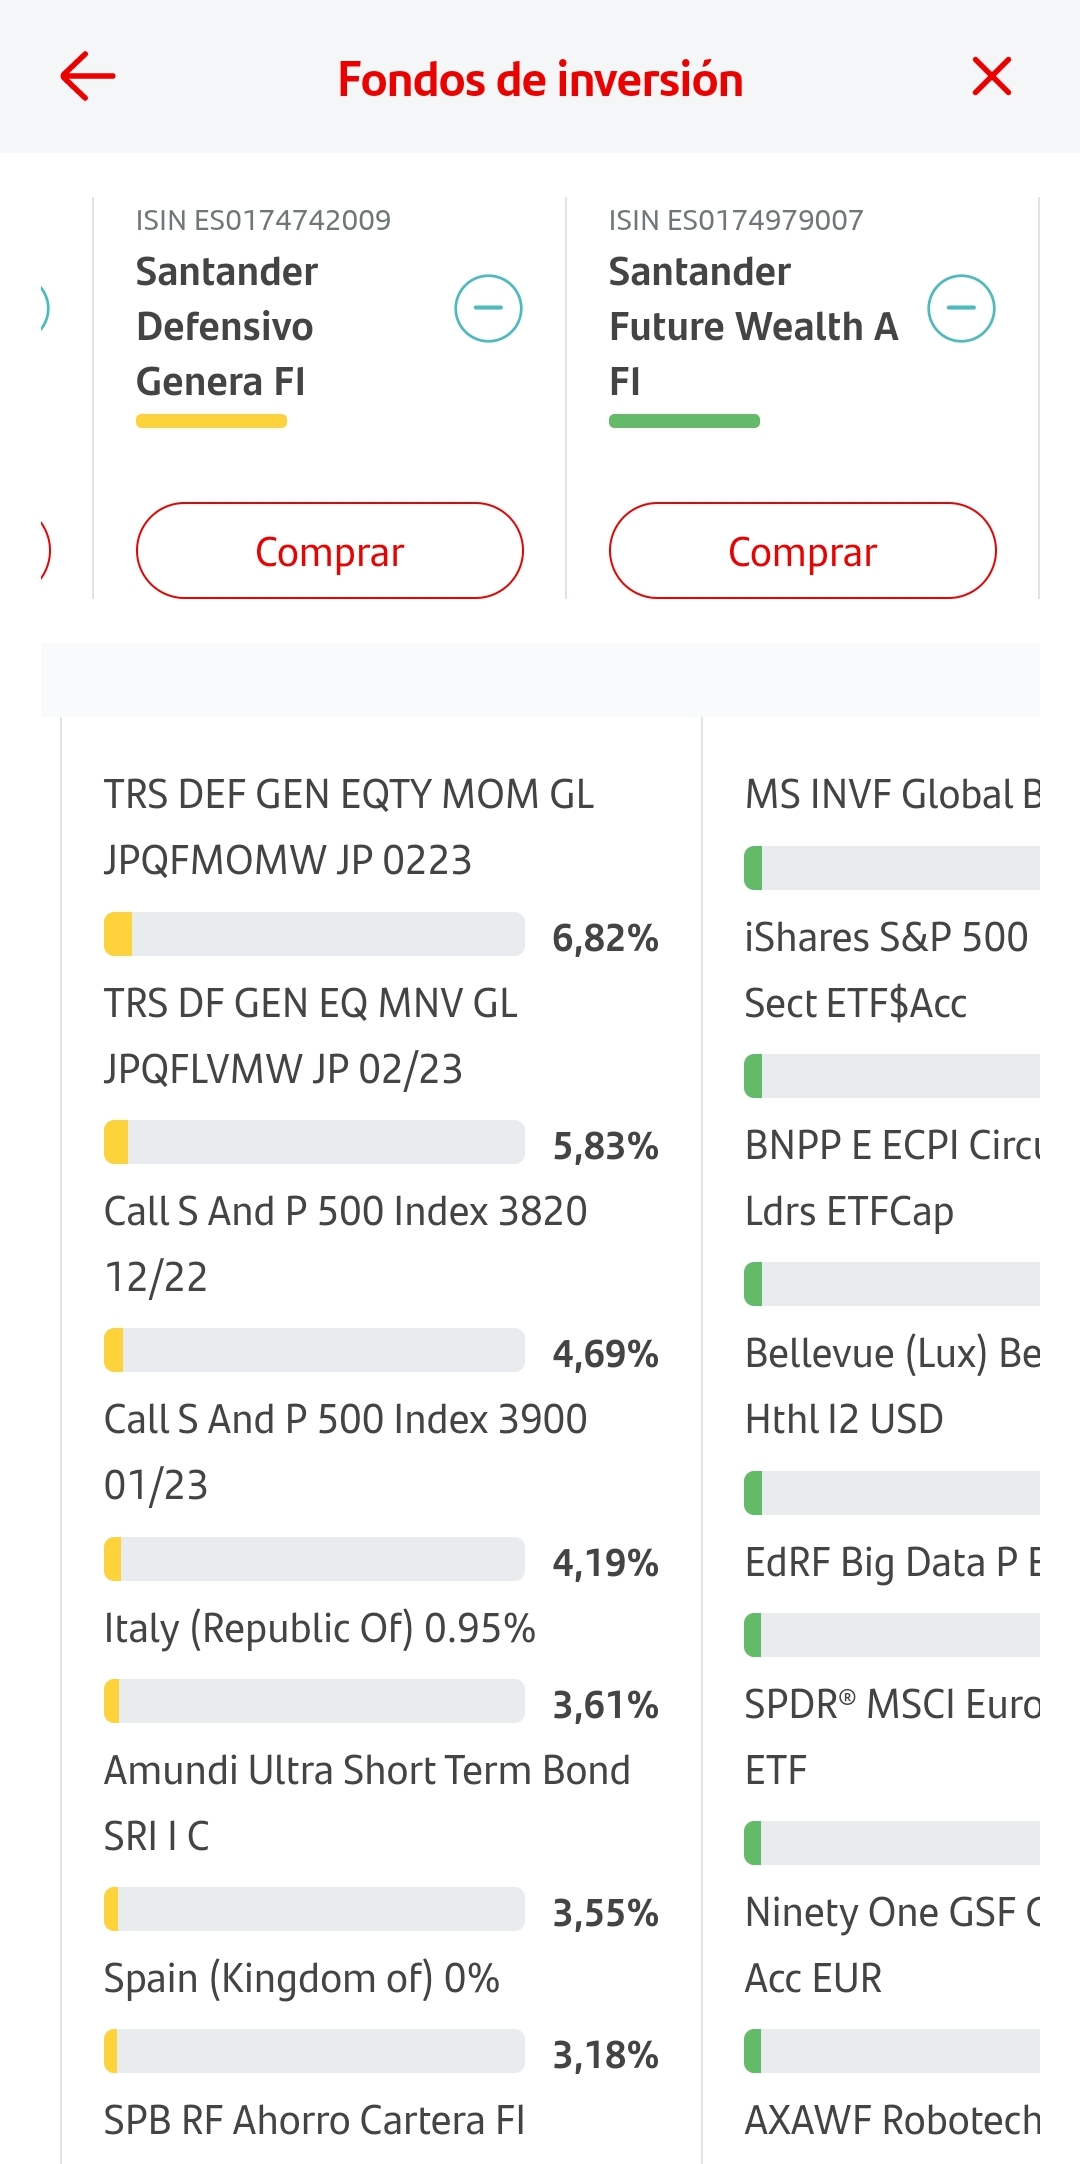 Fondos de inversión
ISIN ES0174742009
Santander
Defensivo
Genera FI
Comprar
ISIN ES0174979007
Santander
Future Wealth A
FI
Comprar
TRS DEF GEN EQTY MOM GL
JPQFMOMW JP 0223
6,82%
TRS DF GEN EQ MNV GL
JPQFLVMW JP 02/23
5,83%
Call S And P 500 Index 3820
12/22
4,69%
Call S And P 500 Index 3900
01/23
4,19%
Italy (Republic Of) 0.95%
3,61%
Amundi Ultra Short Term Bond
SRI I C
3,55%
Spain (Kingdom of) 0%
3,18%
SPB RF Ahorro Cartera FI
MS INVF Global
iShares S&P 500
Sect ETF$Acc
BNPP E ECPI
Ldrs ETFCap
Bellevue (Lux) Be
Hthl I2 USD
EdRF Big Data P
SPDR® MSCI Euro
ETF
Ninety One GSF
Acc EUR
AXAWF Robotech